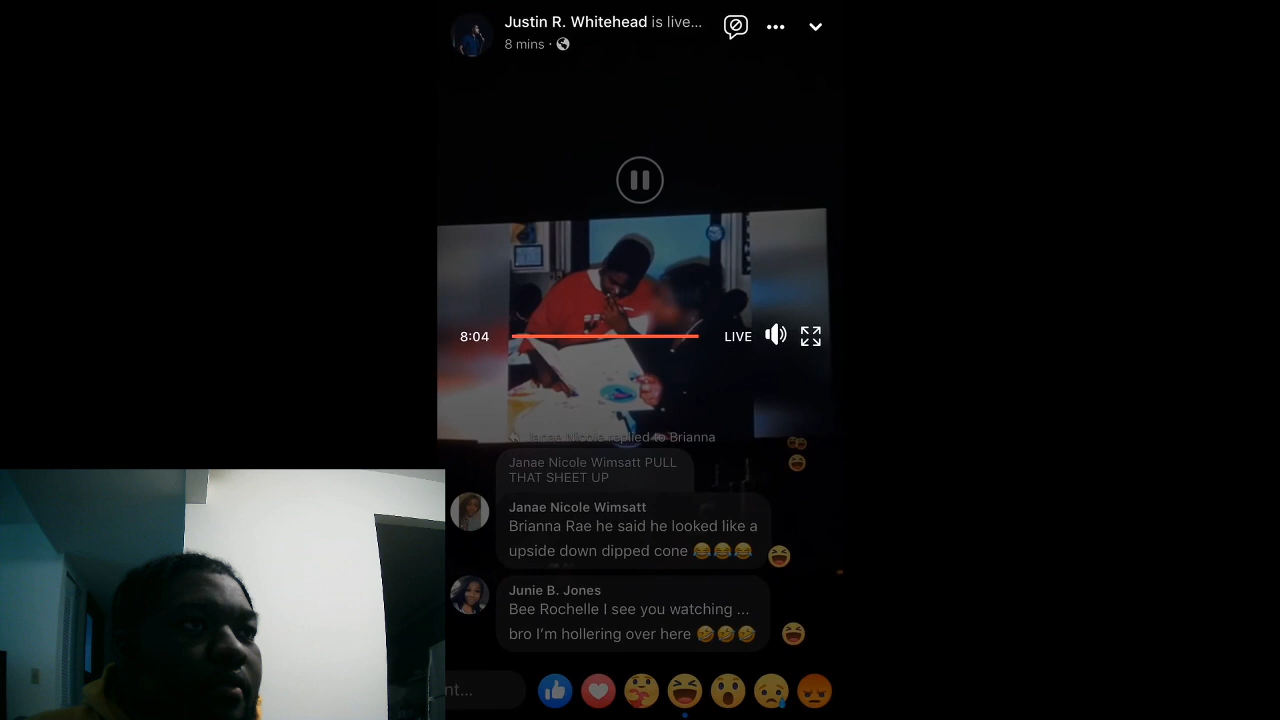 Justin R. Whitehead is live...
8 mins ·
8:04
LIVE
Janae Nicole replied to Brianna
Janae Nicole Wimsatt PULL
THAT SHEET UP
Janae Nicole Wimsatt
Brianna Rae he said he looked like a
upside down dipped cone 😂😂😂
Junie B. Jones
Bee Rochelle I see you watching ...
bro I'm hollering over here 🤣🤣🤣
nt...